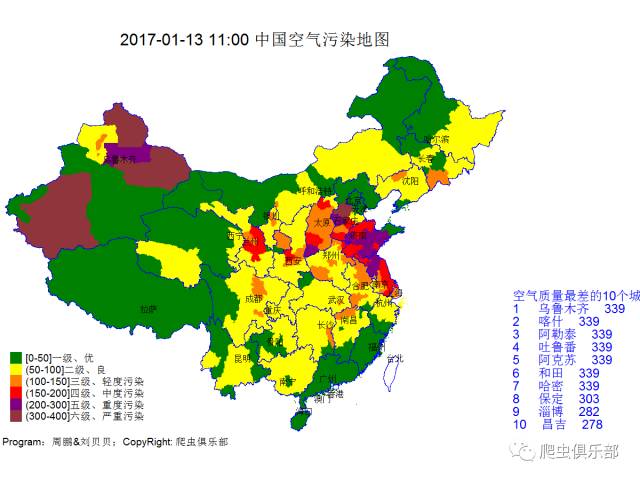 2017-01-13 11:00 中国空气污染地图
哈尔滨
长春
乌鲁木齐
沈阳
呼和浩特
北京
银川
太原
石家庄
西宁
兰州
济南
西安
郑州
合肥
南京
上海
成都
武汉
杭州
重庆
拉萨
南昌
长沙
贵阳
福州
昆明
台北
南宁
广州
香港
澳门
海口
[0-50]一级、优
(50-100]二级、良
(100-150]三级、轻度污染
(150-200]四级、中度污染
(200-300]五级、重度污染
(300-400]六级、严重污染
空气质量最差的10个城
1 乌鲁木齐 339
2 喀什 339
3 阿勒泰 339
4 吐鲁番 339
5 阿克苏 339
6 和田 339
7 哈密 339
8 保定 303
9 淄博 282
10 昌吉 278
Program：周鹏&刘贝贝；CopyRight: 爬虫俱乐部
爬虫俱乐部